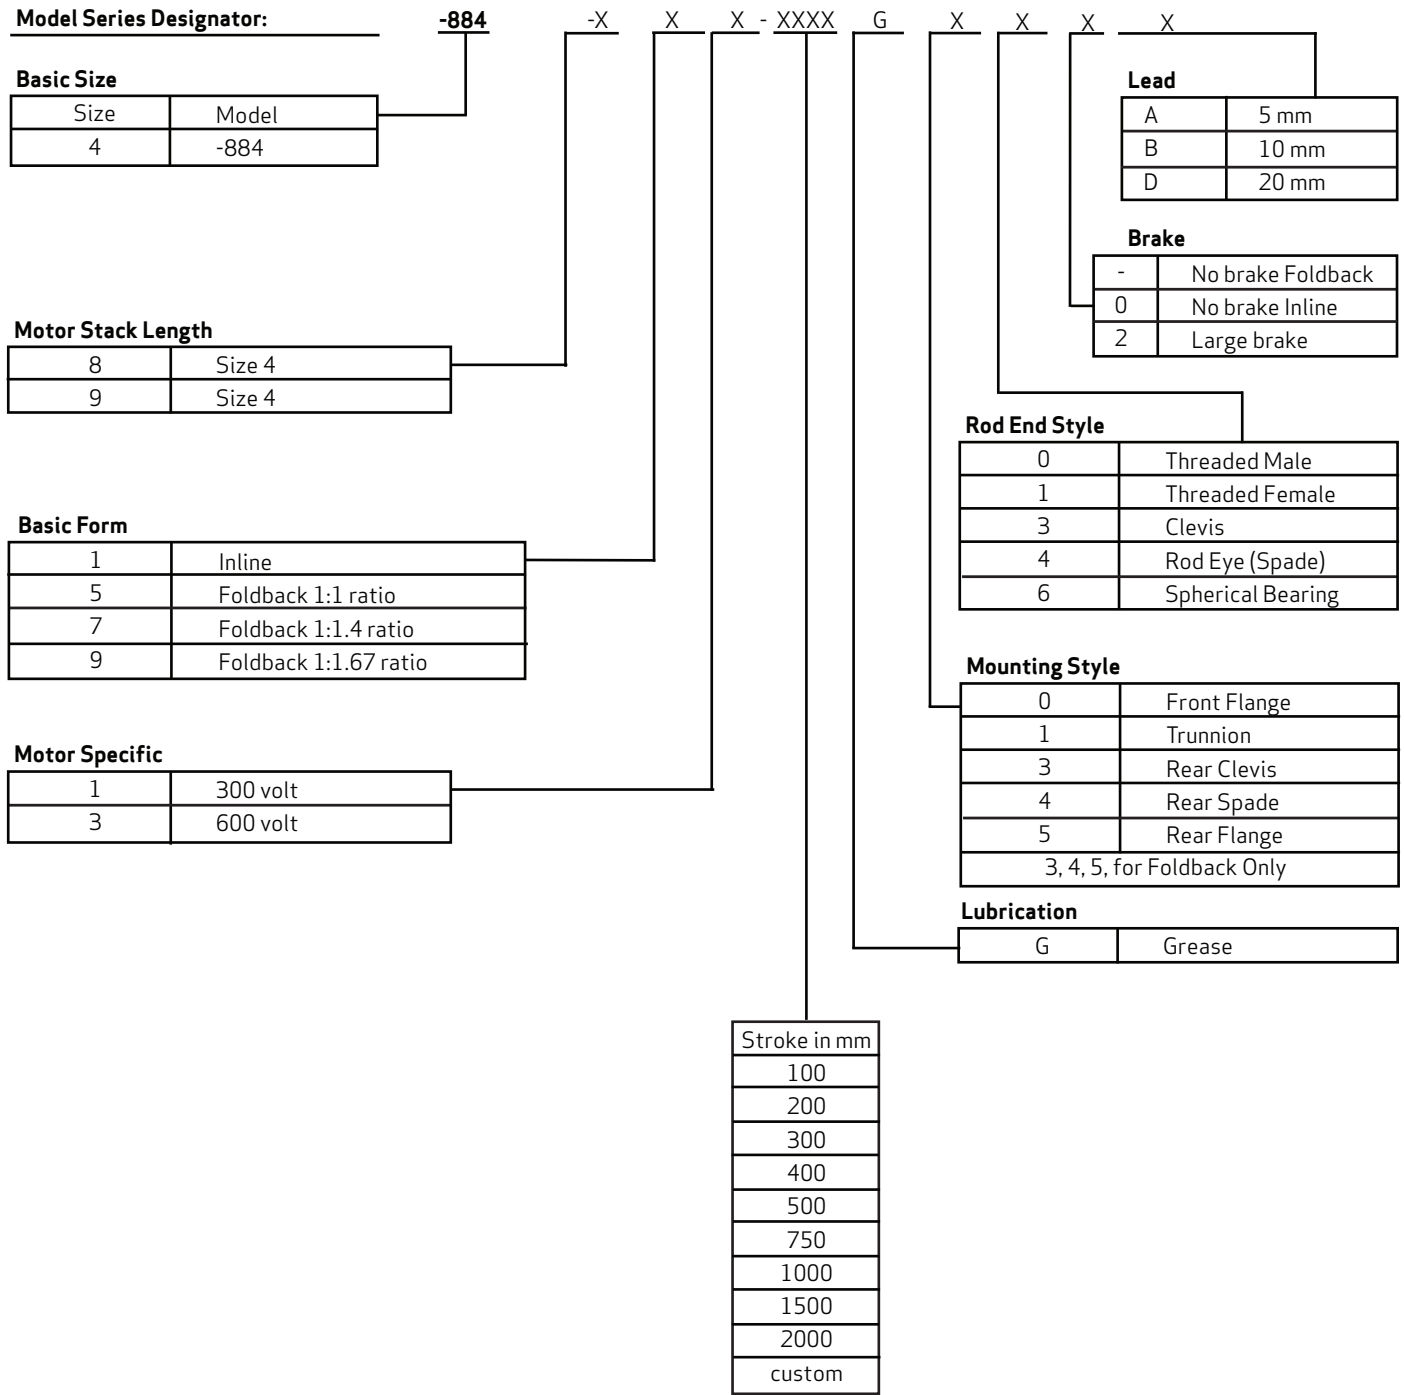 Model Series Designator: -884 -X X X - XXXX G X X X X
Basic Size
Size Model
4 -884
Lead
A 5 mm
B 10 mm
D 20 mm
Brake
- No brake Foldback
0 No brake Inline
2 Large brake
Motor Stack Length
8 Size 4
9 Size 4
Rod End Style
0 Threaded Male
1 Threaded Female
3 Clevis
4 Rod Eye (Spade)
6 Spherical Bearing
Basic Form
1 Inline
5 Foldback 1:1 ratio
7 Foldback 1:1.4 ratio
9 Foldback 1:1.67 ratio
Mounting Style
0 Front Flange
1 Trunnion
3 Rear Clevis
4 Rear Spade
5 Rear Flange
3, 4, 5, for Foldback Only
Motor Specific
1 300 volt
3 600 volt
Lubrication
G Grease
Stroke in mm
100
200
300
400
500
750
1000
1500
2000
custom